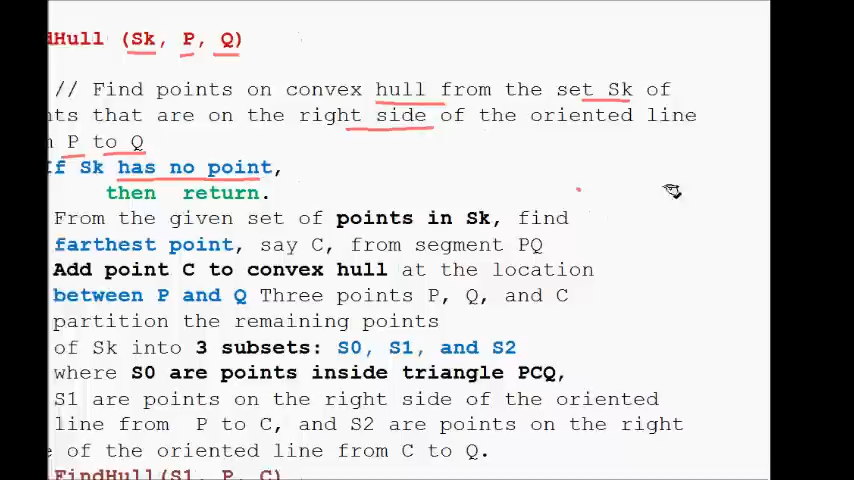 dHull (Sk, P, Q)
// Find points on convex hull from the set Sk of
nts that are on the right side of the oriented line
P to Q
If Sk has no point,
then return.
From the given set of points in Sk, find
farthest point, say C, from segment PQ
Add point C to convex hull at the location
between P and Q Three points P, Q, and C
partition the remaining points
of Sk into 3 subsets: S0, S1, and S2
where S0 are points inside triangle PCQ,
S1 are points on the right side of the oriented
line from P to C, and S2 are points on the right
of the oriented line from C to Q.
FindHull(S1, P, C)